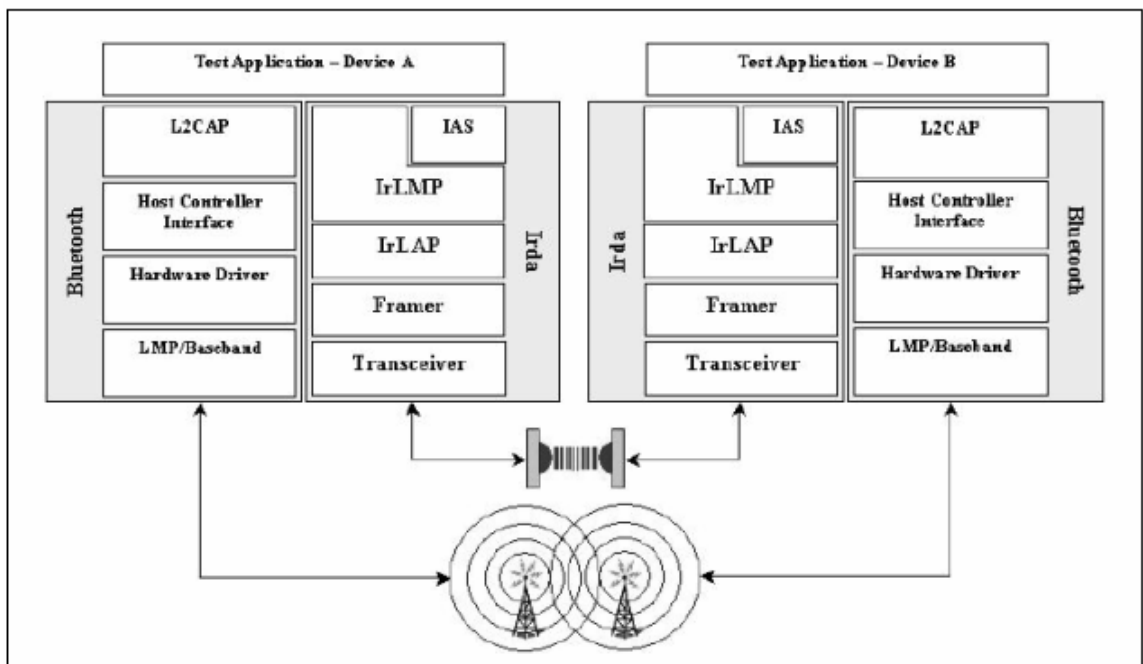 Test Application – Device A
Bluetooth
L2CAP
Host Controller
Interface
Hardware Driver
LMP/Baseband
IAS
IrLMP
IrLAP
Framer
Transceiver
Irda
Test Application – Device B
Irda
IAS
IrLMP
IrLAP
Framer
Transceiver
L2CAP
Host Controller
Interface
Hardware Driver
LMP/Baseband
Bluetooth